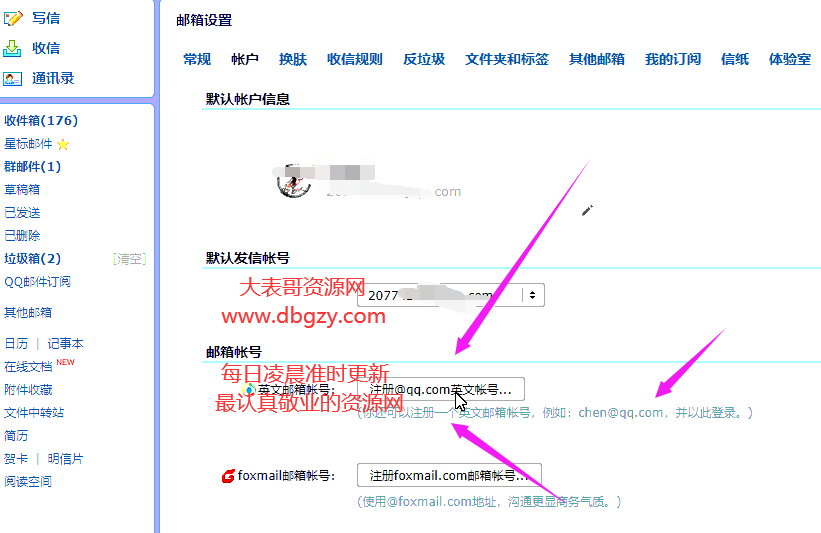 写信
收信
通讯录
收件箱(176)
星标邮件
群邮件(1)
草稿箱
已发送
已删除
垃圾箱(2) [清空]
QQ邮件订阅
其他邮箱
日历 | 记事本
在线文档 NEW
附件收藏
文件中转站
简历
贺卡 | 明信片
阅读空间
邮箱设置
常规 帐户 换肤 收信规则 反垃圾 文件夹和标签 其他邮箱 我的订阅 信纸 体验室
默认帐户信息
.com
默认发信帐号
大表哥资源网
2077 .com
www.dbgzy.com
邮箱帐号
每日凌晨准时更新
英文邮箱帐号: 注册@qq.com英文帐号...
最认真敬业的资源网
(你还可以注册一个英文邮箱帐号，例如：chen@qq.com，并以此登录。)
foxmail邮箱帐号: 注册foxmail.com邮箱帐号...
(使用@foxmail.com地址，沟通更显商务气质。)